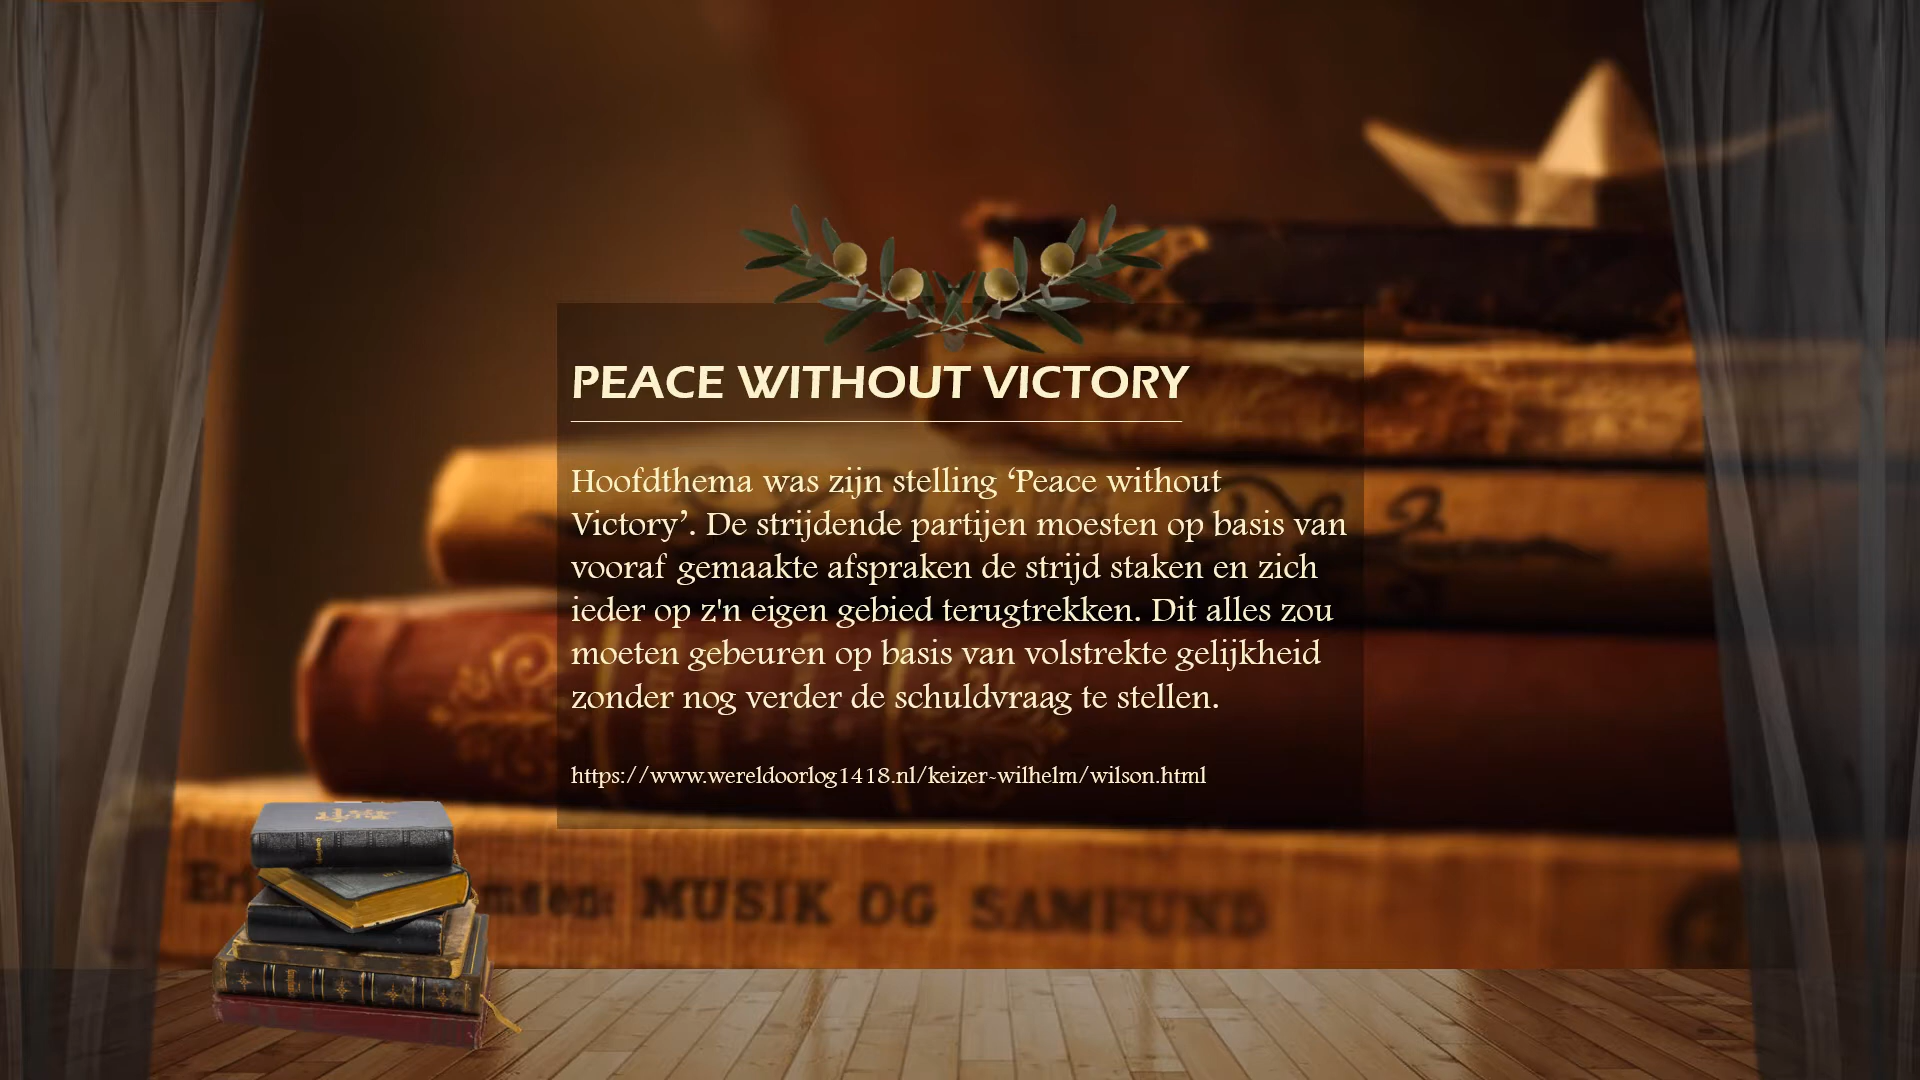 PEACE WITHOUT VICTORY
Hoofdthema was zijn stelling ‘Peace without
Victory’. De strijdende partijen moesten op basis van
vooraf gemaakte afspraken de strijd staken en zich
ieder op z'n eigen gebied terugtrekken. Dit alles zou
moeten gebeuren op basis van volstrekte gelijkheid
zonder nog verder de schuldvraag te stellen.
https://www.wereldoorlog1418.nl/keizer-wilhelm/wilson.html
MUSIK OG SAMFUND